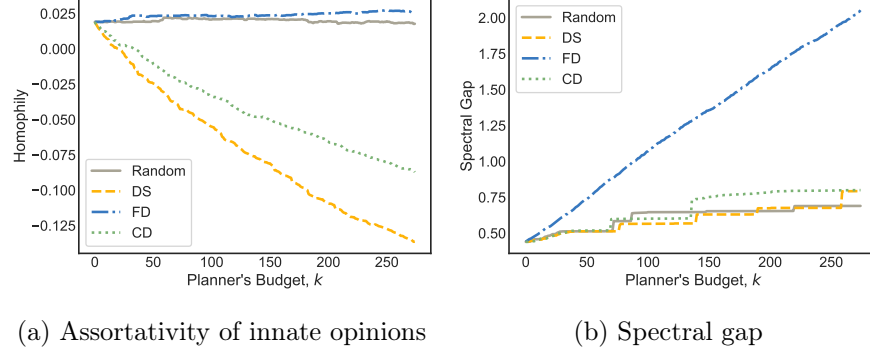 0.025
0.000
−0.025
−0.050
−0.075
−0.100
−0.125
Homophily
Random
DS
FD
CD
0 50 100 150 200 250
Planner's Budget, k
(a) Assortativity of innate opinions
2.00
1.75
1.50
1.25
1.00
0.75
0.50
Spectral Gap
Random
DS
FD
CD
0 50 100 150 200 250
Planner's Budget, k
(b) Spectral gap